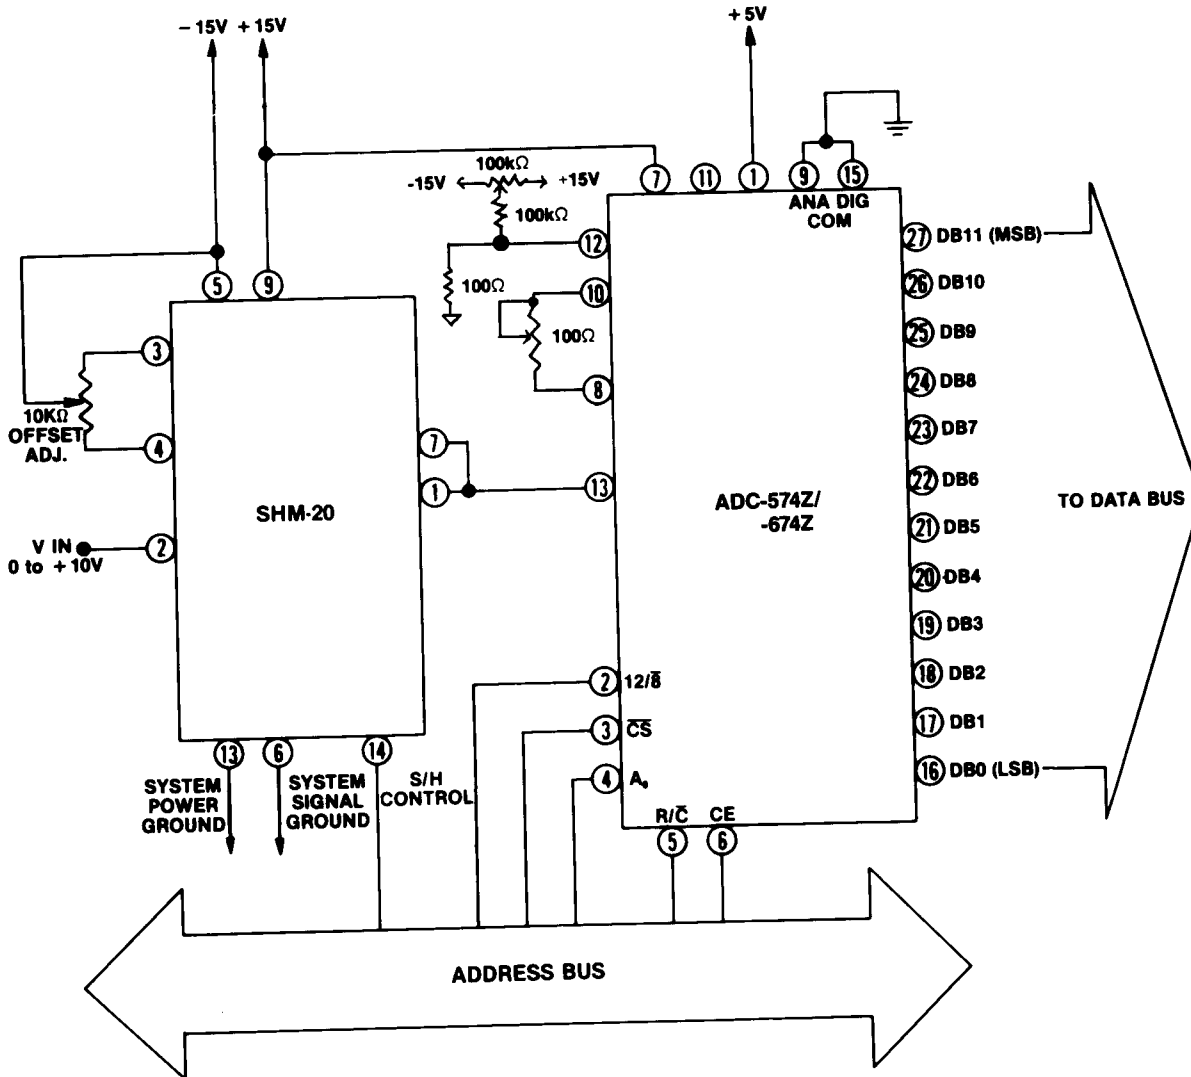 – 15V + 15V
+ 5V
100kΩ
-15V +15V
100kΩ
7 11 1 9 15
ANA DIG
COM
12
100Ω
10
100Ω
8
5 9
3
10KΩ
OFFSET
ADJ.
4
7
1
13
SHM-20
V IN
0 to + 10V
2
ADC-574Z/
-674Z
27 DB11 (MSB)
26 DB10
25 DB9
24 DB8
23 DB7
22 DB6
21 DB5
20 DB4
19 DB3
18 DB2
17 DB1
16 DB0 (LSB)
TO DATA BUS
2 12/8̅
3 C̅S̅
4 A₀
R/C̅ CE
5 6
13 6 14
SYSTEM
POWER
GROUND
SYSTEM
SIGNAL
GROUND
S/H
CONTROL
ADDRESS BUS